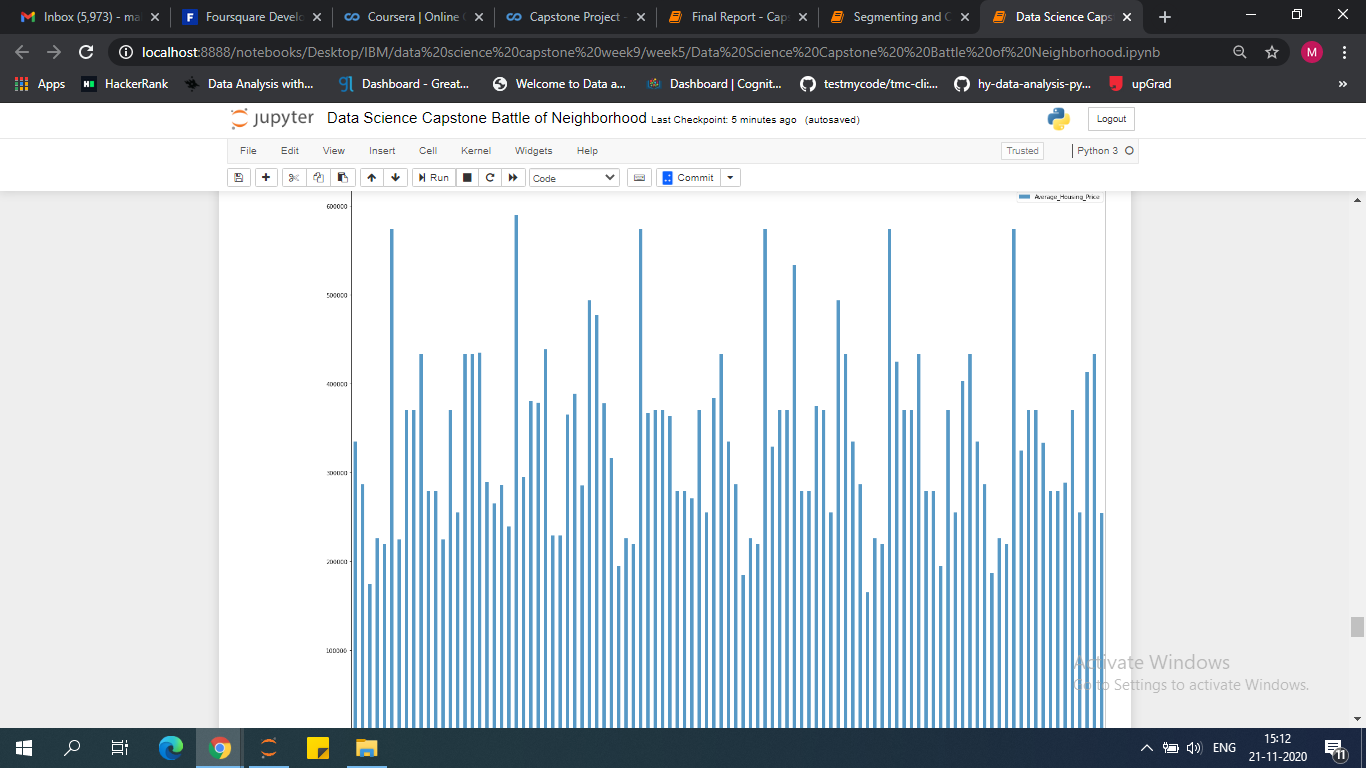 Inbox (5,973) - ma
Foursquare Develo
Coursera | Online
Capstone Project -
Final Report - Cap
Segmenting and C
Data Science Caps
localhost:8888/notebooks/Desktop/IBM/data%20science%20capstone%20week9/week5/Data%20Science%20Capstone%20%20Battle%20of%20Neighborhood.ipynb
M
Apps
HackerRank
Data Analysis with...
Dashboard - Great...
Welcome to Data a...
Dashboard | Cognit...
testmycode/tmc-cli:...
hy-data-analysis-py...
upGrad
»
jupyter Data Science Capstone Battle of Neighborhood Last Checkpoint: 5 minutes ago (autosaved)
Logout
File Edit View Insert Cell Kernel Widgets Help
Trusted
Python 3
Run
Code
Commit
Average_Housing_Price
600000
500000
400000
300000
200000
100000
Activate Windows
Go to Settings to activate Windows.
ENG
15:12
21-11-2020
11